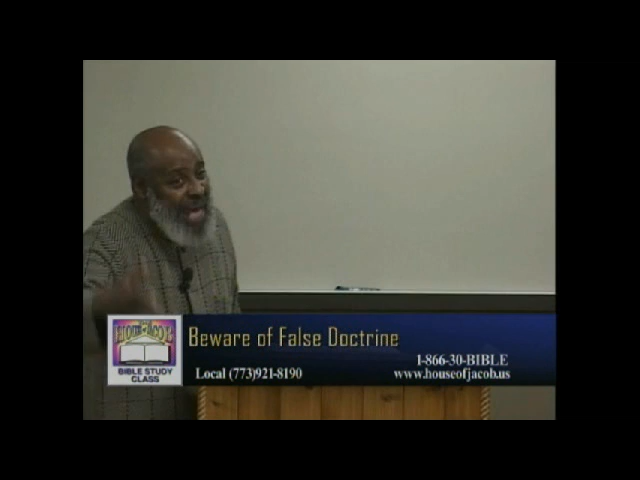 Beware of False Doctrine
HOUSE of JACOB
BIBLE STUDY
CLASS
1-866-30-BIBLE
Local (773)921-8190
www.houseofjacob.us